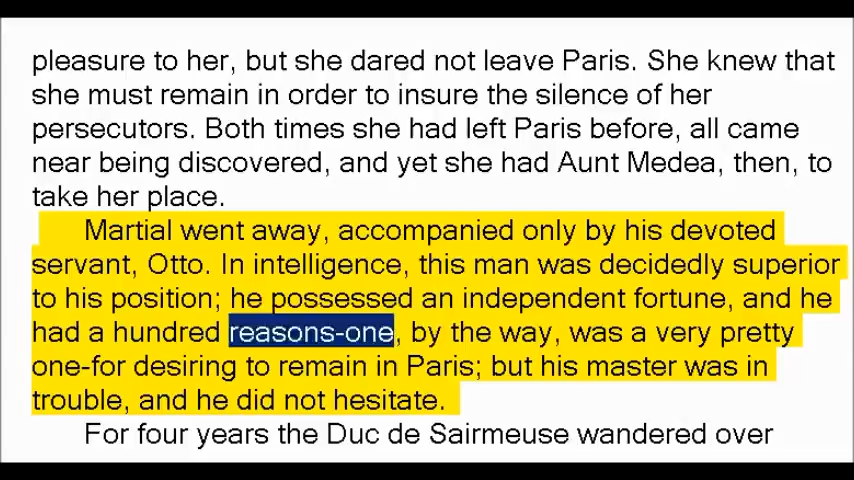 pleasure to her, but she dared not leave Paris. She knew that
she must remain in order to insure the silence of her
persecutors. Both times she had left Paris before, all came
near being discovered, and yet she had Aunt Medea, then, to
take her place.
Martial went away, accompanied only by his devoted
servant, Otto. In intelligence, this man was decidedly superior
to his position; he possessed an independent fortune, and he
had a hundred reasons-one, by the way, was a very pretty
one-for desiring to remain in Paris; but his master was in
trouble, and he did not hesitate.
For four years the Duc de Sairmeuse wandered over